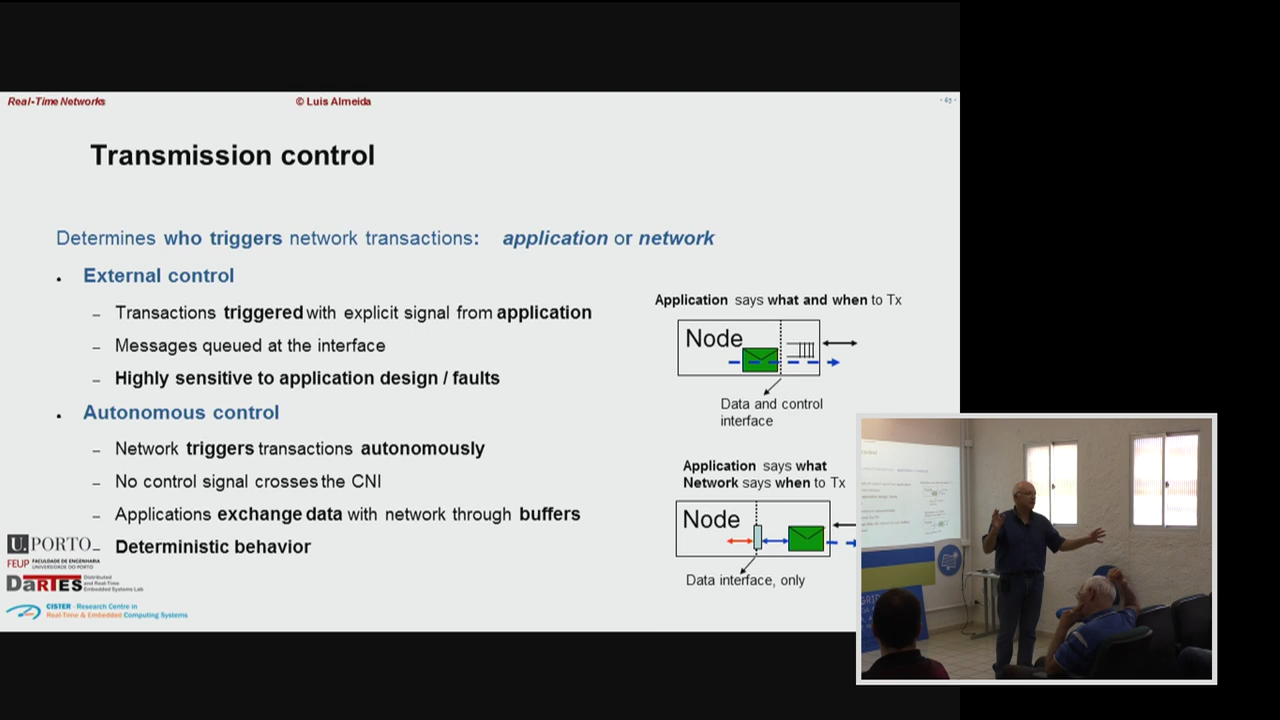 Real-Time Networks
© Luis Almeida
- 67 -
Transmission control
Determines who triggers network transactions: application or network
• External control
– Transactions triggered with explicit signal from application
– Messages queued at the interface
– Highly sensitive to application design / faults
• Autonomous control
– Network triggers transactions autonomously
– No control signal crosses the CNI
– Applications exchange data with network through buffers
– Deterministic behavior
Application says what and when to Tx
Node
Data and control
interface
Application says what
Network says when to Tx
Node
Data interface, only
U.PORTO
FEUP FACULDADE DE ENGENHARIA
UNIVERSIDADE DO PORTO
DaRTES Distributed
and Real-Time
Embedded Systems Lab
CISTER - Research Centre in
Real-Time & Embedded Computing Systems